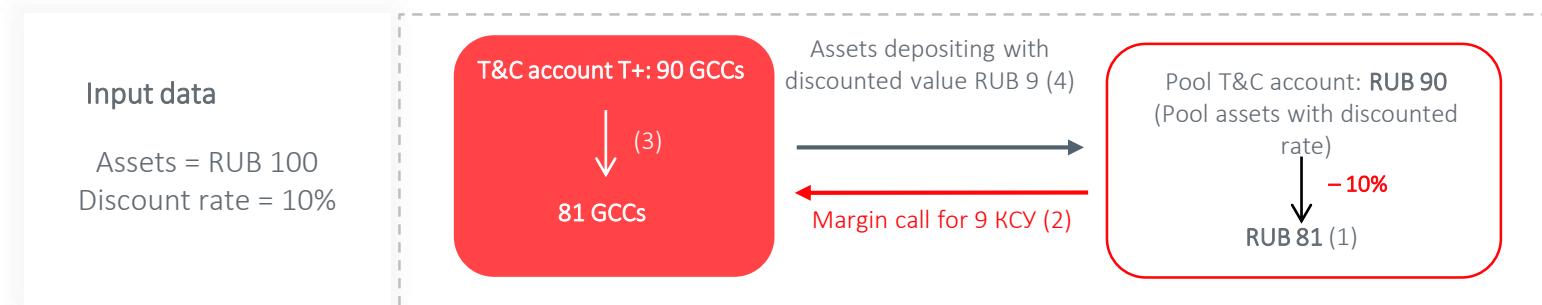 Input data
Assets = RUB 100
Discount rate = 10%
T&C account T+: 90 GCCs
(3)
81 GCCs
Assets depositing with
discounted value RUB 9 (4)
Margin call for 9 КСУ (2)
Pool T&C account: RUB 90
(Pool assets with discounted
rate)
– 10%
RUB 81 (1)